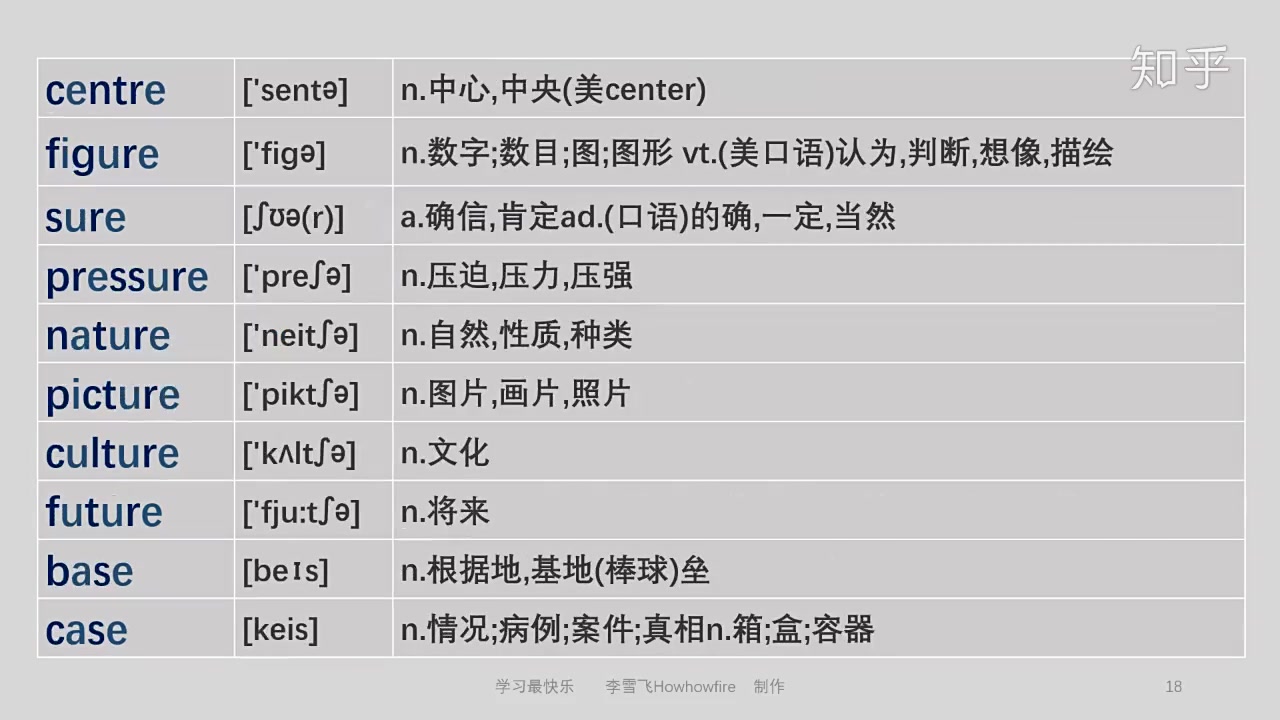 知乎
centre ['sentə] n.中心,中央(美center)
figure ['figə] n.数字;数目;图;图形 vt.(美口语)认为,判断,想像,描绘
sure [ʃʊə(r)] a.确信,肯定ad.(口语)的确,一定,当然
pressure ['preʃə] n.压迫,压力,压强
nature ['neitʃə] n.自然,性质,种类
picture ['piktʃə] n.图片,画片,照片
culture ['kʌltʃə] n.文化
future ['fju:tʃə] n.将来
base [beɪs] n.根据地,基地(棒球)垒
case [keis] n.情况;病例;案件;真相n.箱;盒;容器
学习最快乐 李雪飞Howhowfire 制作 18